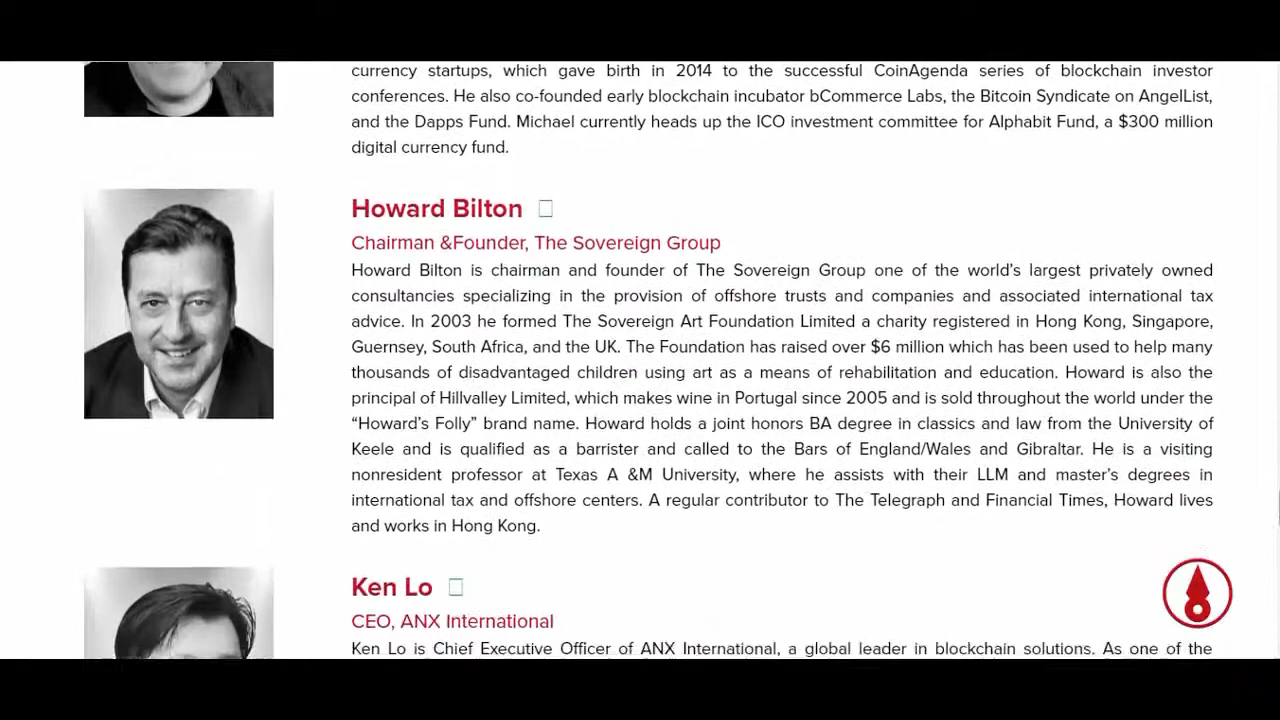 currency startups, which gave birth in 2014 to the successful CoinAgenda series of blockchain investor
conferences. He also co-founded early blockchain incubator bCommerce Labs, the Bitcoin Syndicate on AngelList,
and the Dapps Fund. Michael currently heads up the ICO investment committee for Alphabit Fund, a $300 million
digital currency fund.
Howard Bilton
Chairman &Founder, The Sovereign Group
Howard Bilton is chairman and founder of The Sovereign Group one of the world’s largest privately owned
consultancies specializing in the provision of offshore trusts and companies and associated international tax
advice. In 2003 he formed The Sovereign Art Foundation Limited a charity registered in Hong Kong, Singapore,
Guernsey, South Africa, and the UK. The Foundation has raised over $6 million which has been used to help many
thousands of disadvantaged children using art as a means of rehabilitation and education. Howard is also the
principal of Hillvalley Limited, which makes wine in Portugal since 2005 and is sold throughout the world under the
“Howard’s Folly” brand name. Howard holds a joint honors BA degree in classics and law from the University of
Keele and is qualified as a barrister and called to the Bars of England/Wales and Gibraltar. He is a visiting
nonresident professor at Texas A &M University, where he assists with their LLM and master’s degrees in
international tax and offshore centers. A regular contributor to The Telegraph and Financial Times, Howard lives
and works in Hong Kong.
Ken Lo
CEO, ANX International
Ken Lo is Chief Executive Officer of ANX International, a global leader in blockchain solutions. As one of the